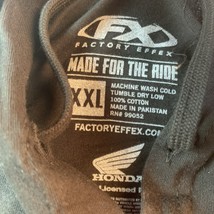 FX
FACTORY EFFEX
MADE FOR THE RIDE
XXL
MACHINE WASH COLD
TUMBLE DRY LOW
100% COTTON
MADE IN PAKISTAN
RN# 99052
FACTORYEFFEX.COM
HONDA
Licensed